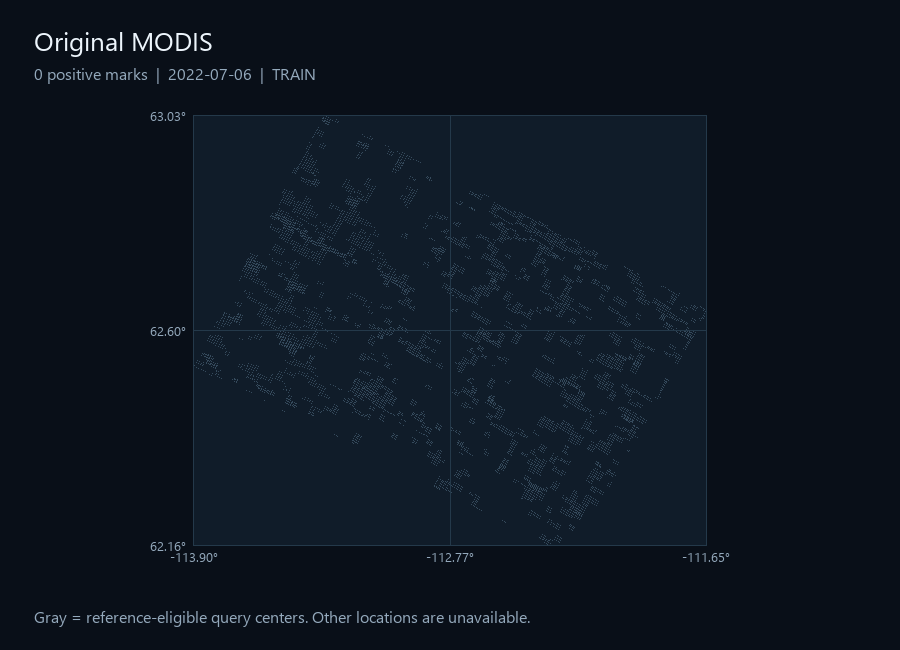 Original MODIS
0 positive marks | 2022-07-06 | TRAIN
63.03°
62.60°
62.16°
-113.90°
-112.77°
-111.65°
Gray = reference-eligible query centers. Other locations are unavailable.